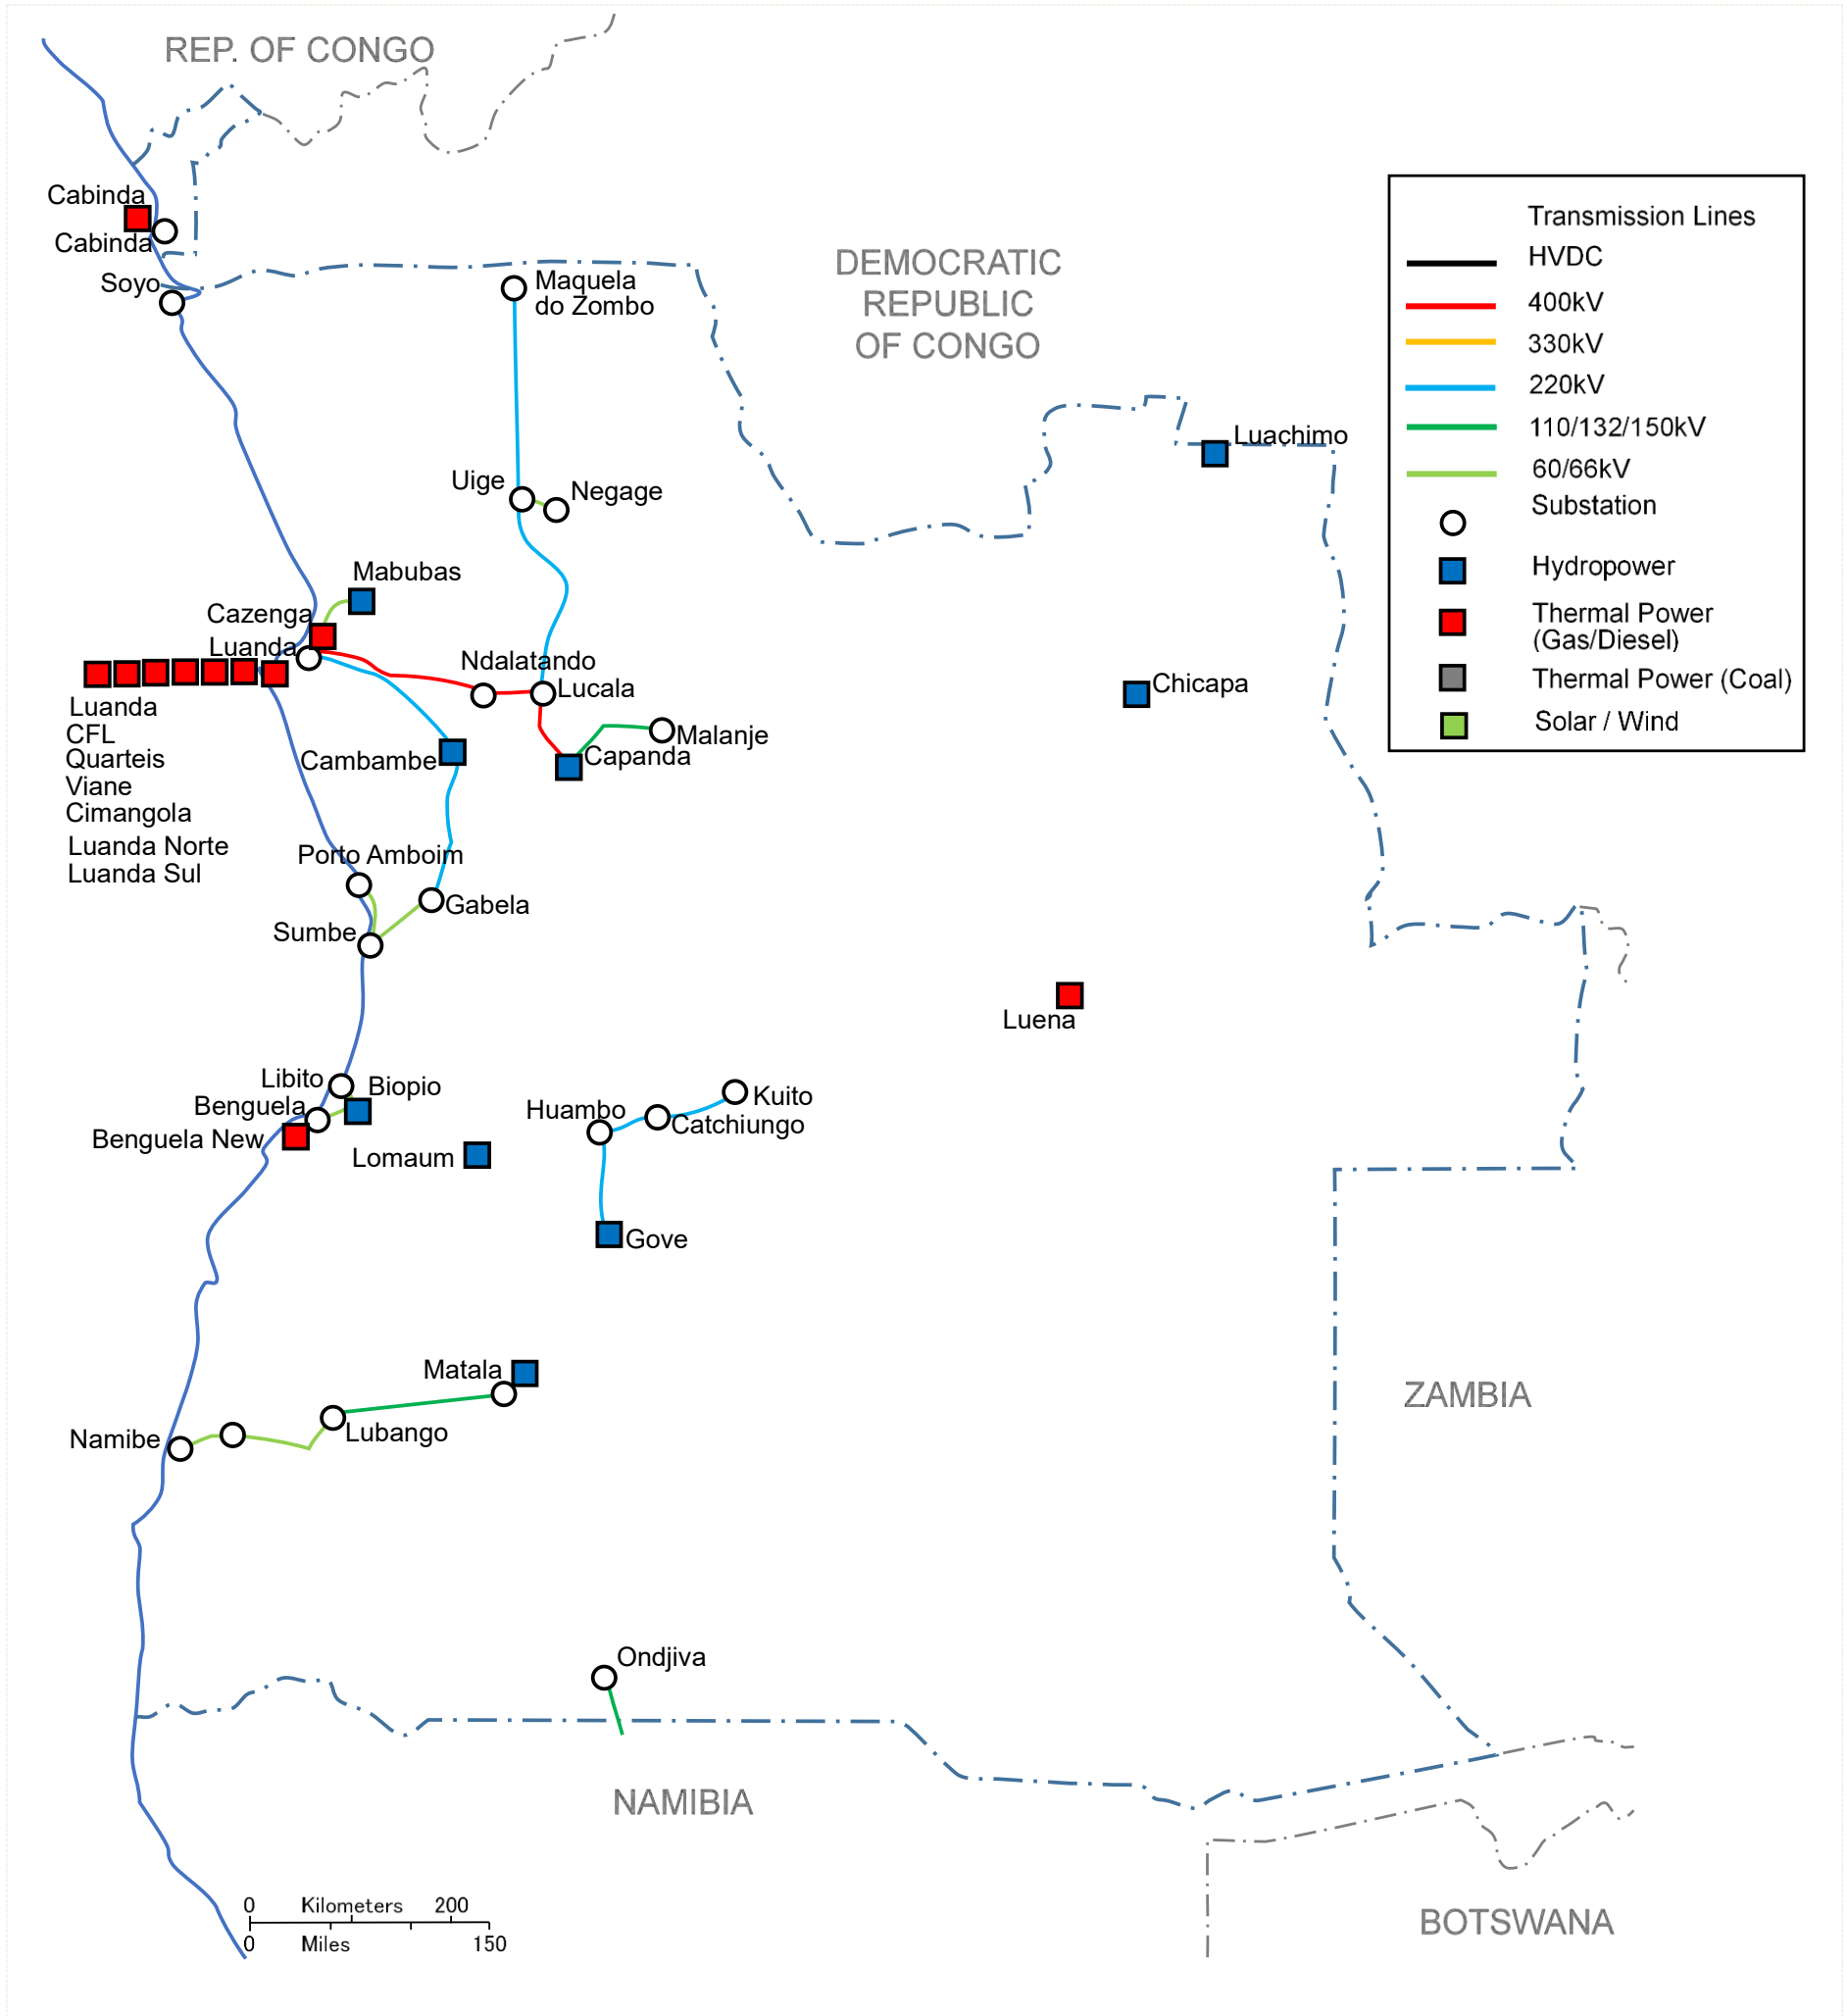 REP. OF CONGO
Cabinda
Cabinda
Soyo
Maquela
do Zombo
DEMOCRATIC
REPUBLIC
OF CONGO
Transmission Lines
HVDC
400kV
330kV
220kV
110/132/150kV
60/66kV
Substation
Hydropower
Thermal Power
(Gas/Diesel)
Thermal Power (Coal)
Solar / Wind
Luachimo
Uige
Negage
Mabubas
Cazenga
Luanda
Ndalatando
Lucala
Chicapa
Luanda
CFL
Quarteis
Viane
Cimangola
Luanda Norte
Luanda Sul
Malanje
Capanda
Cambambe
Porto Amboim
Gabela
Sumbe
Luena
Libito
Biopio
Benguela
Benguela New
Lomaum
Huambo
Kuito
Catchiungo
Gove
Matala
Lubango
Namibe
ZAMBIA
Ondjiva
NAMIBIA
BOTSWANA
0 Kilometers 200
0 Miles 150